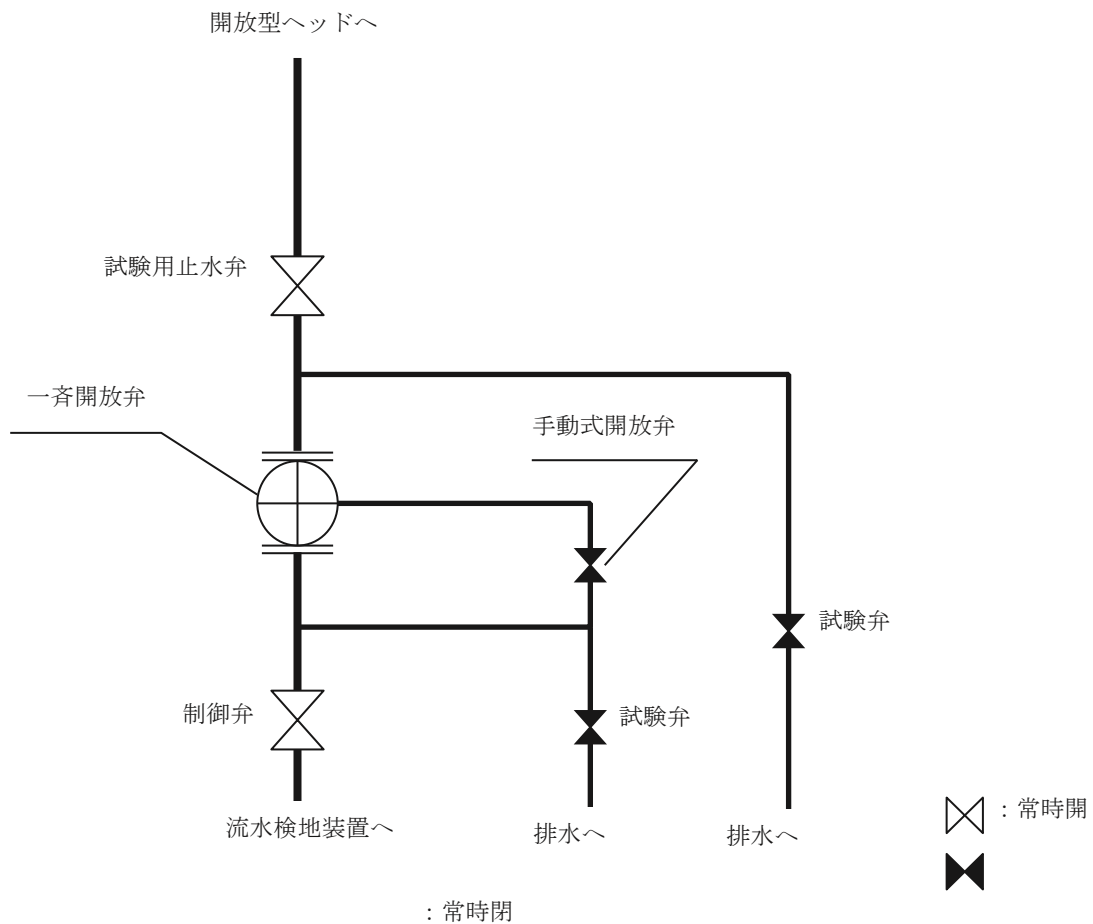 開放型ヘッドへ
試験用止水弁
一斉開放弁
手動式開放弁
試験弁
制御弁
試験弁
流水検地装置へ
排水へ
排水へ
：常時開
：常時閉